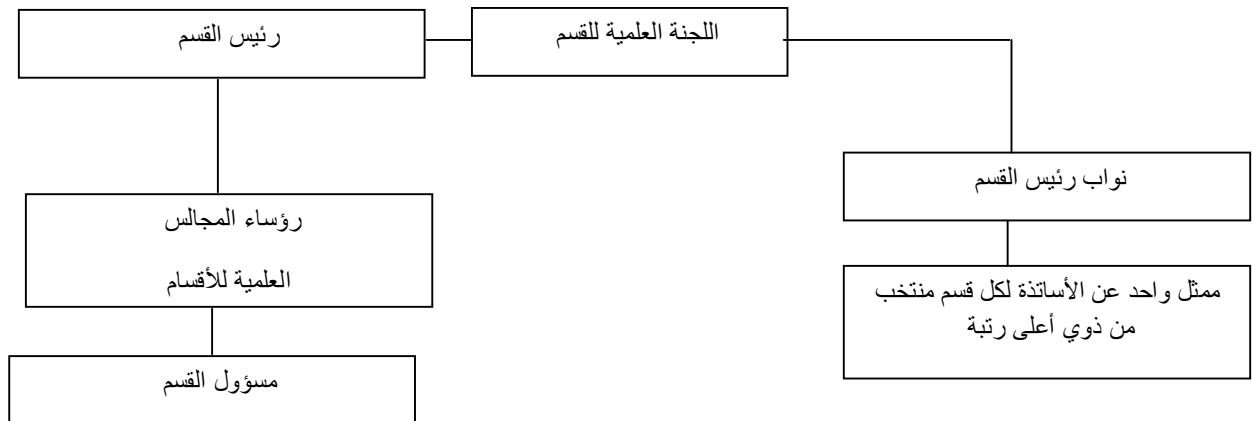 رئيس القسم
اللجنة العلمية للقسم
نواب رئيس القسم
رؤساء المجالس
العلمية للأقسام
ممثل واحد عن الأساتذة لكل قسم منتخب
من ذوي أعلى رتبة
مسؤول القسم